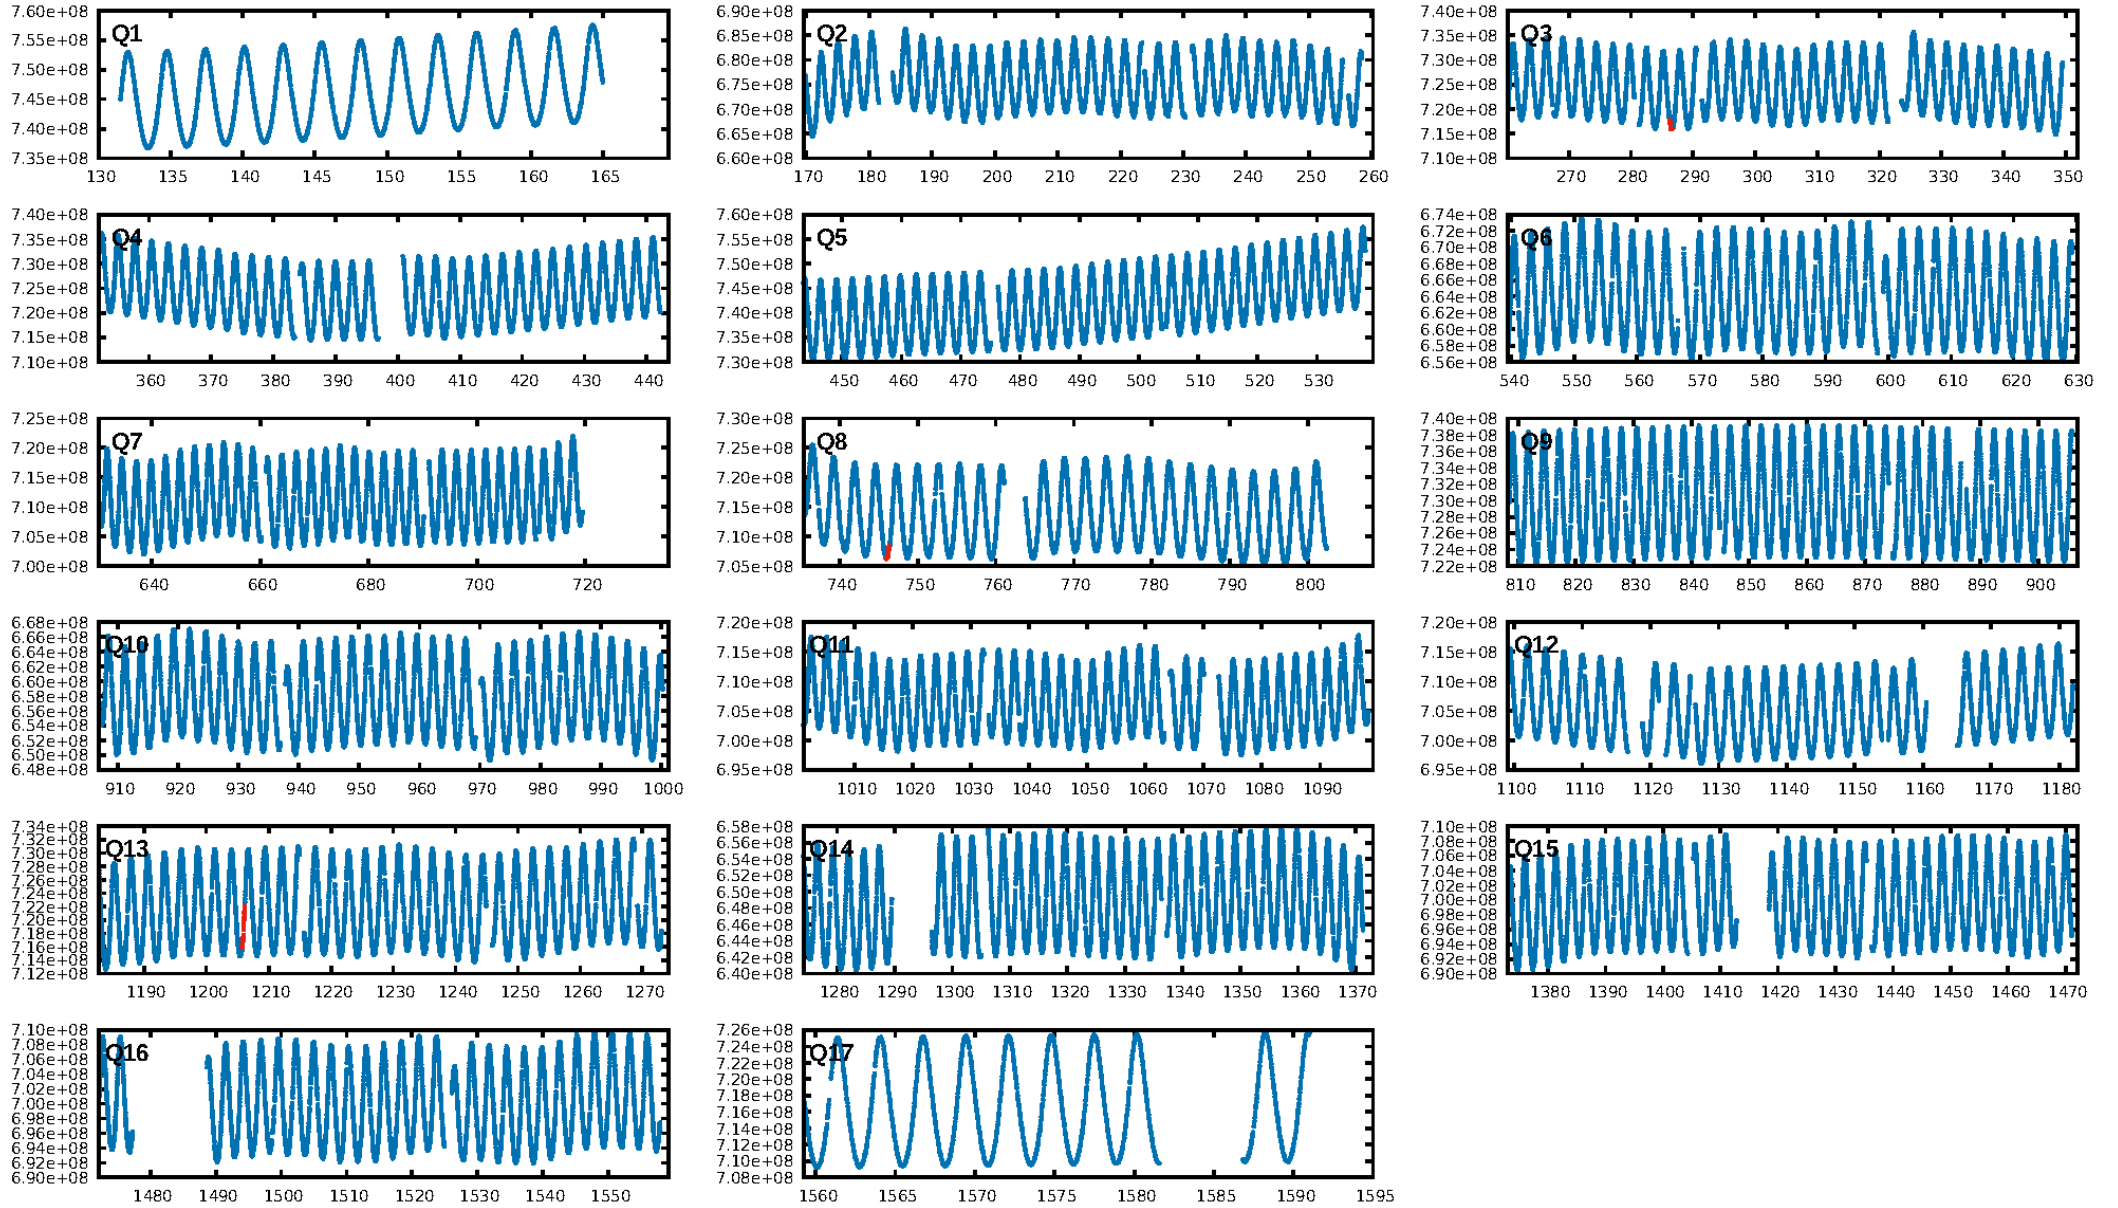 7.60e+08
7.55e+08
7.50e+08
7.45e+08
7.40e+08
7.35e+08
Q1
130 135 140 145 150 155 160 165
6.90e+08
6.85e+08
6.80e+08
6.75e+08
6.70e+08
6.65e+08
6.60e+08
Q2
170 180 190 200 210 220 230 240 250 260
7.40e+08
7.35e+08
7.30e+08
7.25e+08
7.20e+08
7.15e+08
7.10e+08
Q3
270 280 290 300 310 320 330 340 350
7.40e+08
7.35e+08
7.30e+08
7.25e+08
7.20e+08
7.15e+08
7.10e+08
Q4
360 370 380 390 400 410 420 430 440
7.60e+08
7.55e+08
7.50e+08
7.45e+08
7.40e+08
7.35e+08
7.30e+08
Q5
450 460 470 480 490 500 510 520 530
6.74e+08
6.72e+08
6.70e+08
6.68e+08
6.66e+08
6.64e+08
6.62e+08
6.60e+08
6.58e+08
6.56e+08
Q6
540 550 560 570 580 590 600 610 620 630
7.25e+08
7.20e+08
7.15e+08
7.10e+08
7.05e+08
7.00e+08
Q7
640 660 680 700 720
7.30e+08
7.25e+08
7.20e+08
7.15e+08
7.10e+08
7.05e+08
Q8
740 750 760 770 780 790 800
7.40e+08
7.38e+08
7.36e+08
7.34e+08
7.32e+08
7.30e+08
7.28e+08
7.26e+08
7.24e+08
7.22e+08
Q9
810 820 830 840 850 860 870 880 890 900
6.68e+08
6.66e+08
6.64e+08
6.62e+08
6.60e+08
6.58e+08
6.56e+08
6.54e+08
6.52e+08
6.50e+08
6.48e+08
Q10
910 920 930 940 950 960 970 980 990 1000
7.20e+08
7.15e+08
7.10e+08
7.05e+08
7.00e+08
6.95e+08
Q11
1010 1020 1030 1040 1050 1060 1070 1080 1090
7.20e+08
7.15e+08
7.10e+08
7.05e+08
7.00e+08
6.95e+08
Q12
1100 1110 1120 1130 1140 1150 1160 1170 1180
7.34e+08
7.32e+08
7.30e+08
7.28e+08
7.26e+08
7.24e+08
7.22e+08
7.20e+08
7.18e+08
7.16e+08
7.14e+08
7.12e+08
Q13
1190 1200 1210 1220 1230 1240 1250 1260 1270
6.58e+08
6.56e+08
6.54e+08
6.52e+08
6.50e+08
6.48e+08
6.46e+08
6.44e+08
6.42e+08
6.40e+08
Q14
1280 1290 1300 1310 1320 1330 1340 1350 1360 1370
7.10e+08
7.08e+08
7.06e+08
7.04e+08
7.02e+08
7.00e+08
6.98e+08
6.96e+08
6.94e+08
6.92e+08
6.90e+08
Q15
1380 1390 1400 1410 1420 1430 1440 1450 1460 1470
7.10e+08
7.08e+08
7.06e+08
7.04e+08
7.02e+08
7.00e+08
6.98e+08
6.96e+08
6.94e+08
6.92e+08
6.90e+08
Q16
1480 1490 1500 1510 1520 1530 1540 1550
7.26e+08
7.24e+08
7.22e+08
7.20e+08
7.18e+08
7.16e+08
7.14e+08
7.12e+08
7.10e+08
7.08e+08
Q17
1560 1565 1570 1575 1580 1585 1590 1595